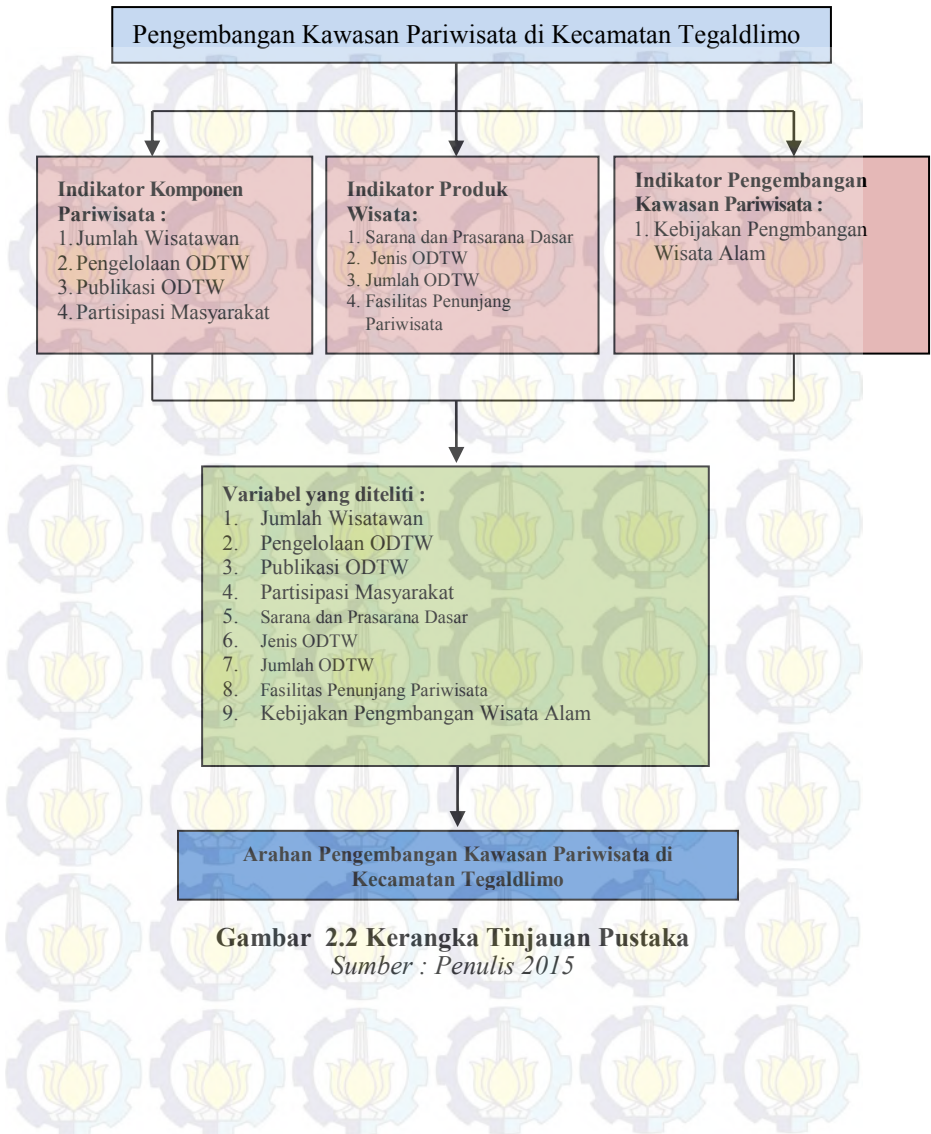 Pengembangan Kawasan Pariwisata di Kecamatan Tegaldlimo
Indikator Komponen
Pariwisata :
1. Jumlah Wisatawan
2. Pengelolaan ODTW
3. Publikasi ODTW
4. Partisipasi Masyarakat
Indikator Produk
Wisata:
1. Sarana dan Prasarana Dasar
2. Jenis ODTW
3. Jumlah ODTW
4. Fasilitas Penunjang
Pariwisata
Indikator Pengembangan
Kawasan Pariwisata :
1. Kebijakan Pengmbangan
Wisata Alam
Variabel yang diteliti :
1. Jumlah Wisatawan
2. Pengelolaan ODTW
3. Publikasi ODTW
4. Partisipasi Masyarakat
5. Sarana dan Prasarana Dasar
6. Jenis ODTW
7. Jumlah ODTW
8. Fasilitas Penunjang Pariwisata
9. Kebijakan Pengmbangan Wisata Alam
Arahan Pengembangan Kawasan Pariwisata di
Kecamatan Tegaldlimo
Gambar 2.2 Kerangka Tinjauan Pustaka
Sumber : Penulis 2015